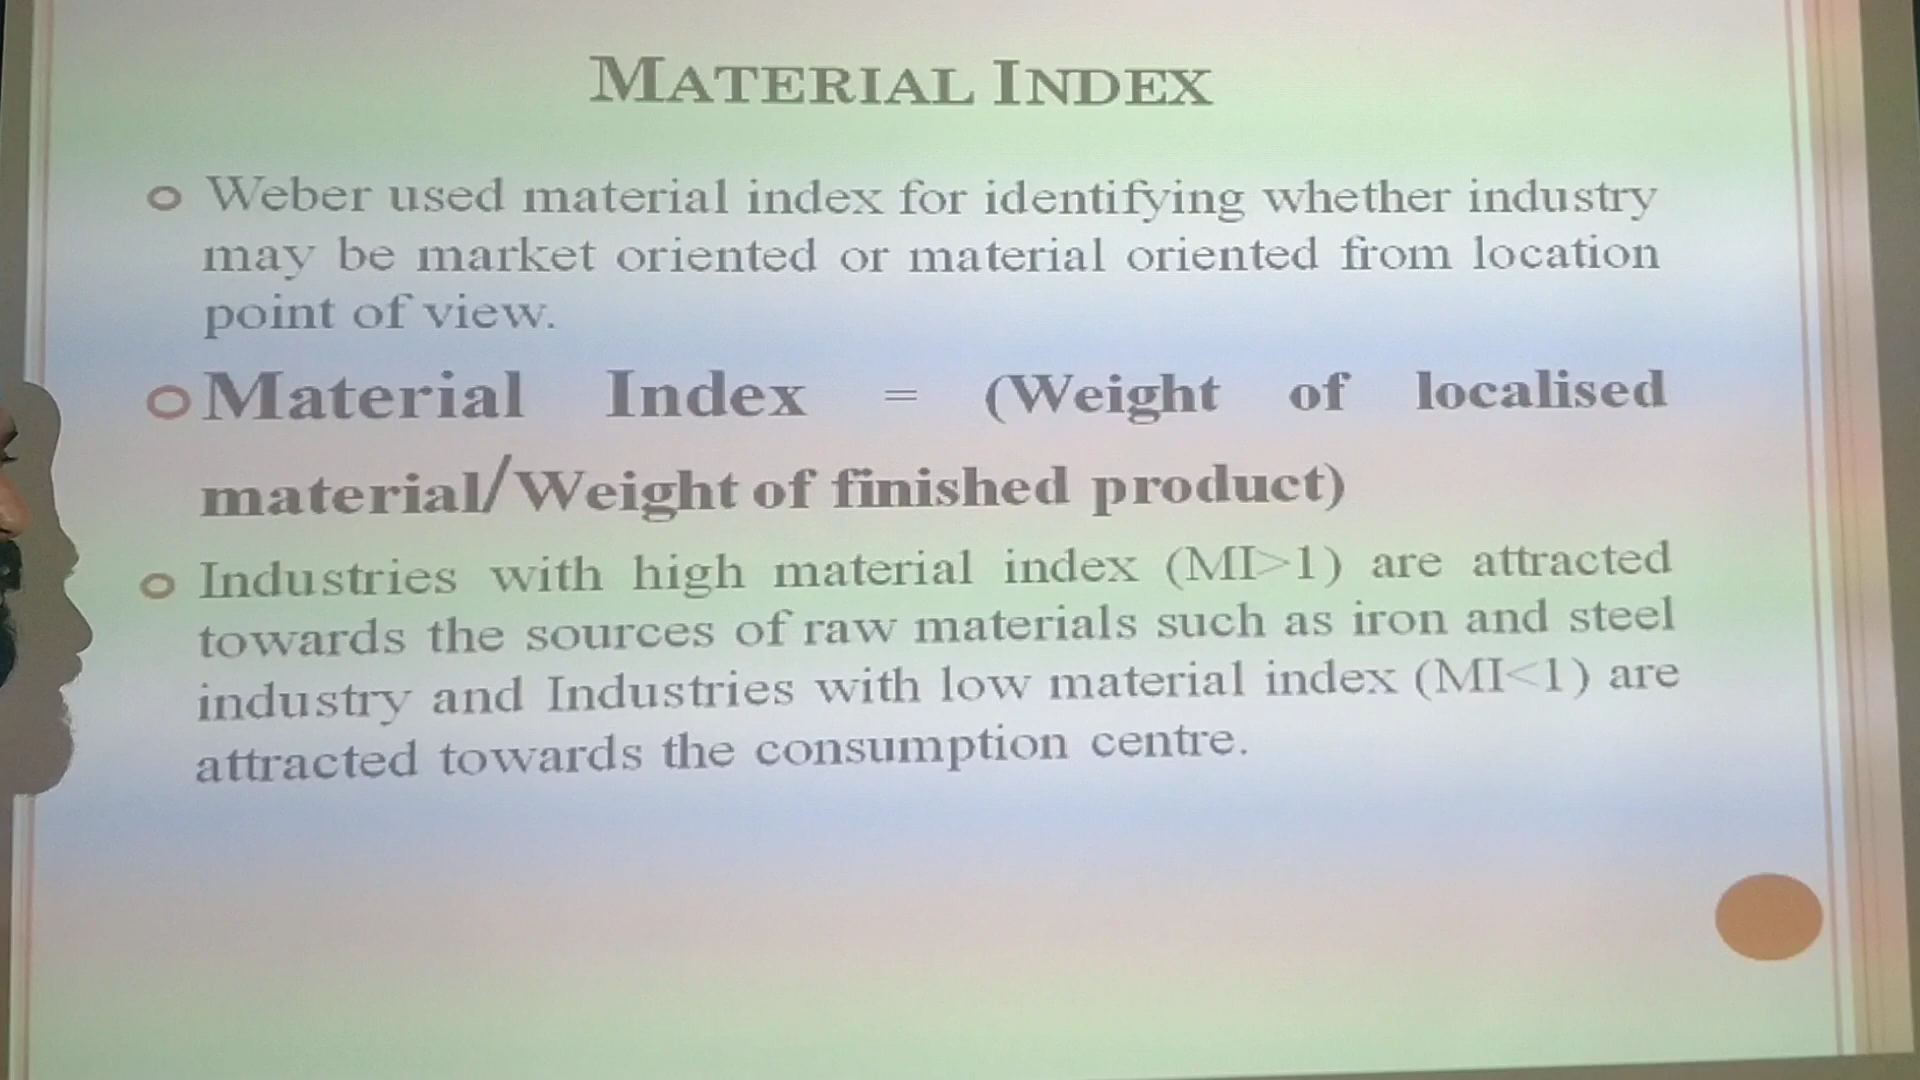 MATERIAL INDEX
Weber used material index for identifying whether industry
may be market oriented or material oriented from location
point of view.
Material Index = (Weight of localised
material/Weight of finished product)
Industries with high material index (MI>1) are attracted
towards the sources of raw materials such as iron and steel
industry and Industries with low material index (MI<1) are
attracted towards the consumption centre.